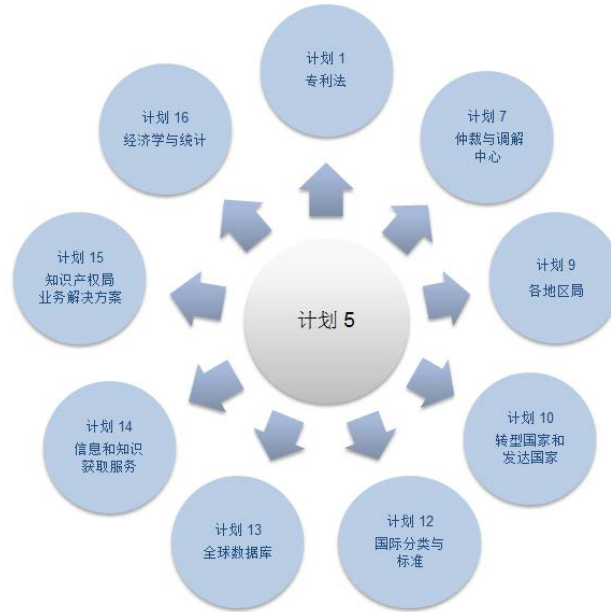 计划 1
专利法
计划 7
仲裁与调解
中心
计划 9
各地区局
计划 10
转型国家和
发达国家
计划 12
国际分类与
标准
计划 13
全球数据库
计划 14
信息和知识
获取服务
计划 15
知识产权局
业务解决方案
计划 16
经济学与统计
计划 5